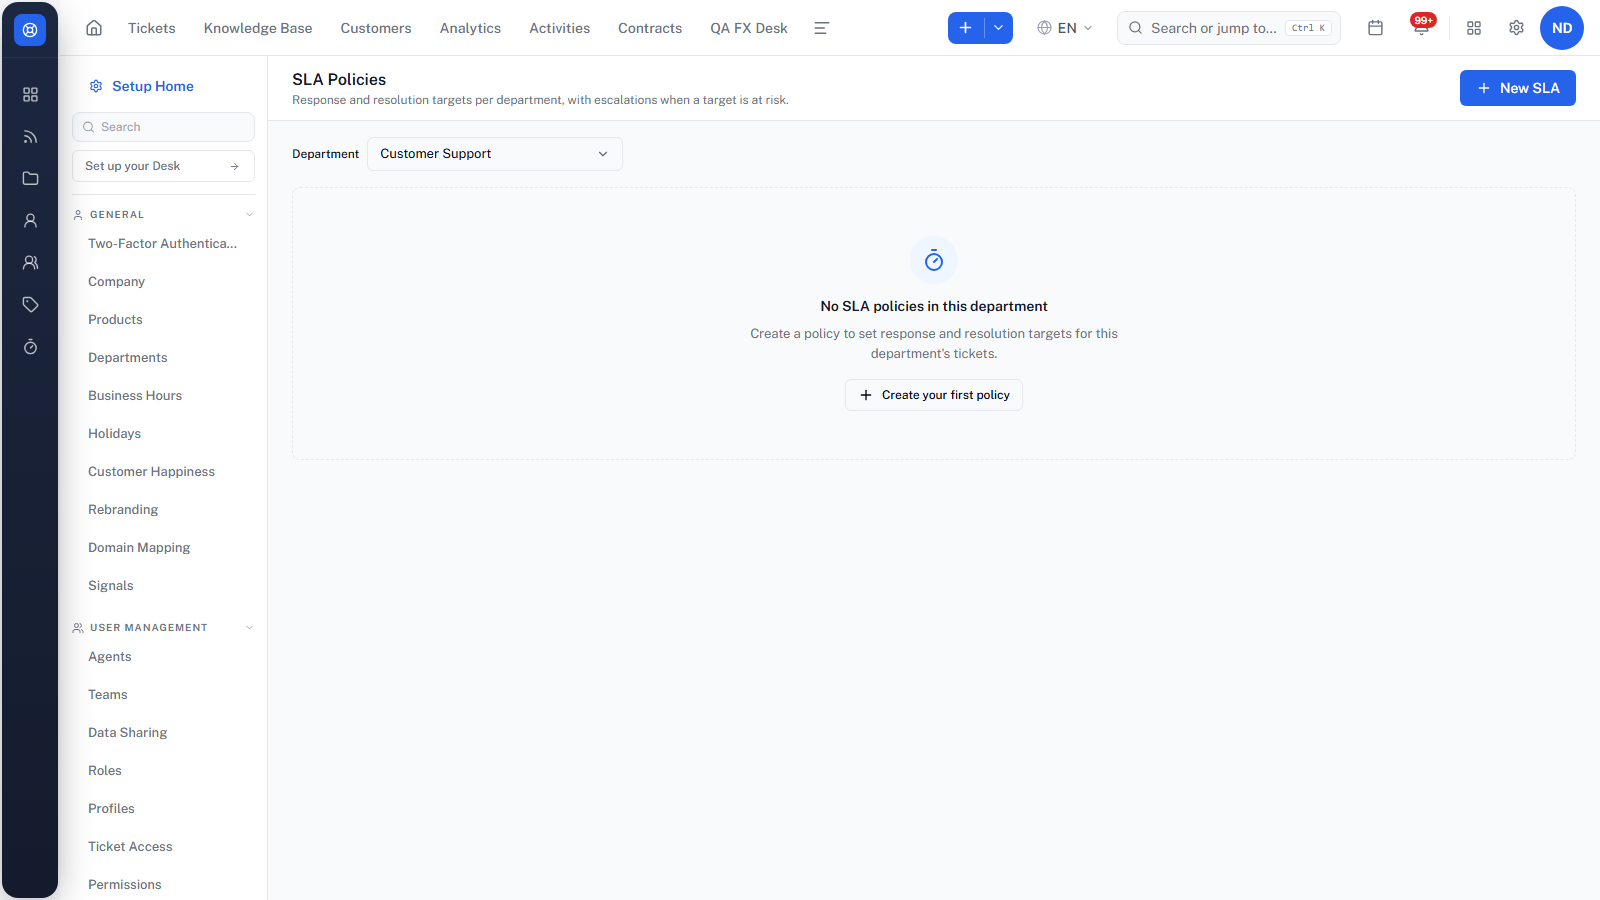 Tickets
Knowledge Base
Customers
Analytics
Activities
Contracts
QA FX Desk
EN
Search or jump to...
Ctrl K
99+
ND
Setup Home
Search
Set up your Desk
GENERAL
Two-Factor Authentica...
Company
Products
Departments
Business Hours
Holidays
Customer Happiness
Rebranding
Domain Mapping
Signals
USER MANAGEMENT
Agents
Teams
Data Sharing
Roles
Profiles
Ticket Access
Permissions
SLA Policies
Response and resolution targets per department, with escalations when a target is at risk.
New SLA
Department
Customer Support
No SLA policies in this department
Create a policy to set response and resolution targets for this
department's tickets.
Create your first policy